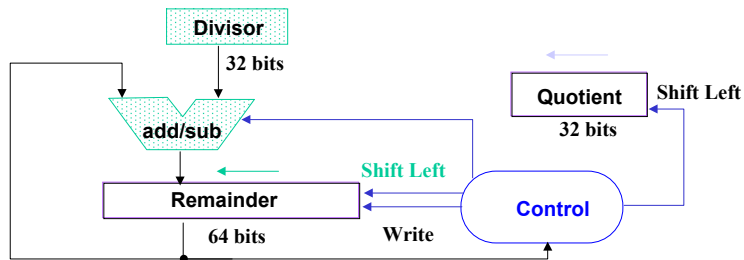 Divisor
32 bits
Quotient
Shift Left
32 bits
add/sub
Shift Left
Remainder
Control
64 bits
Write